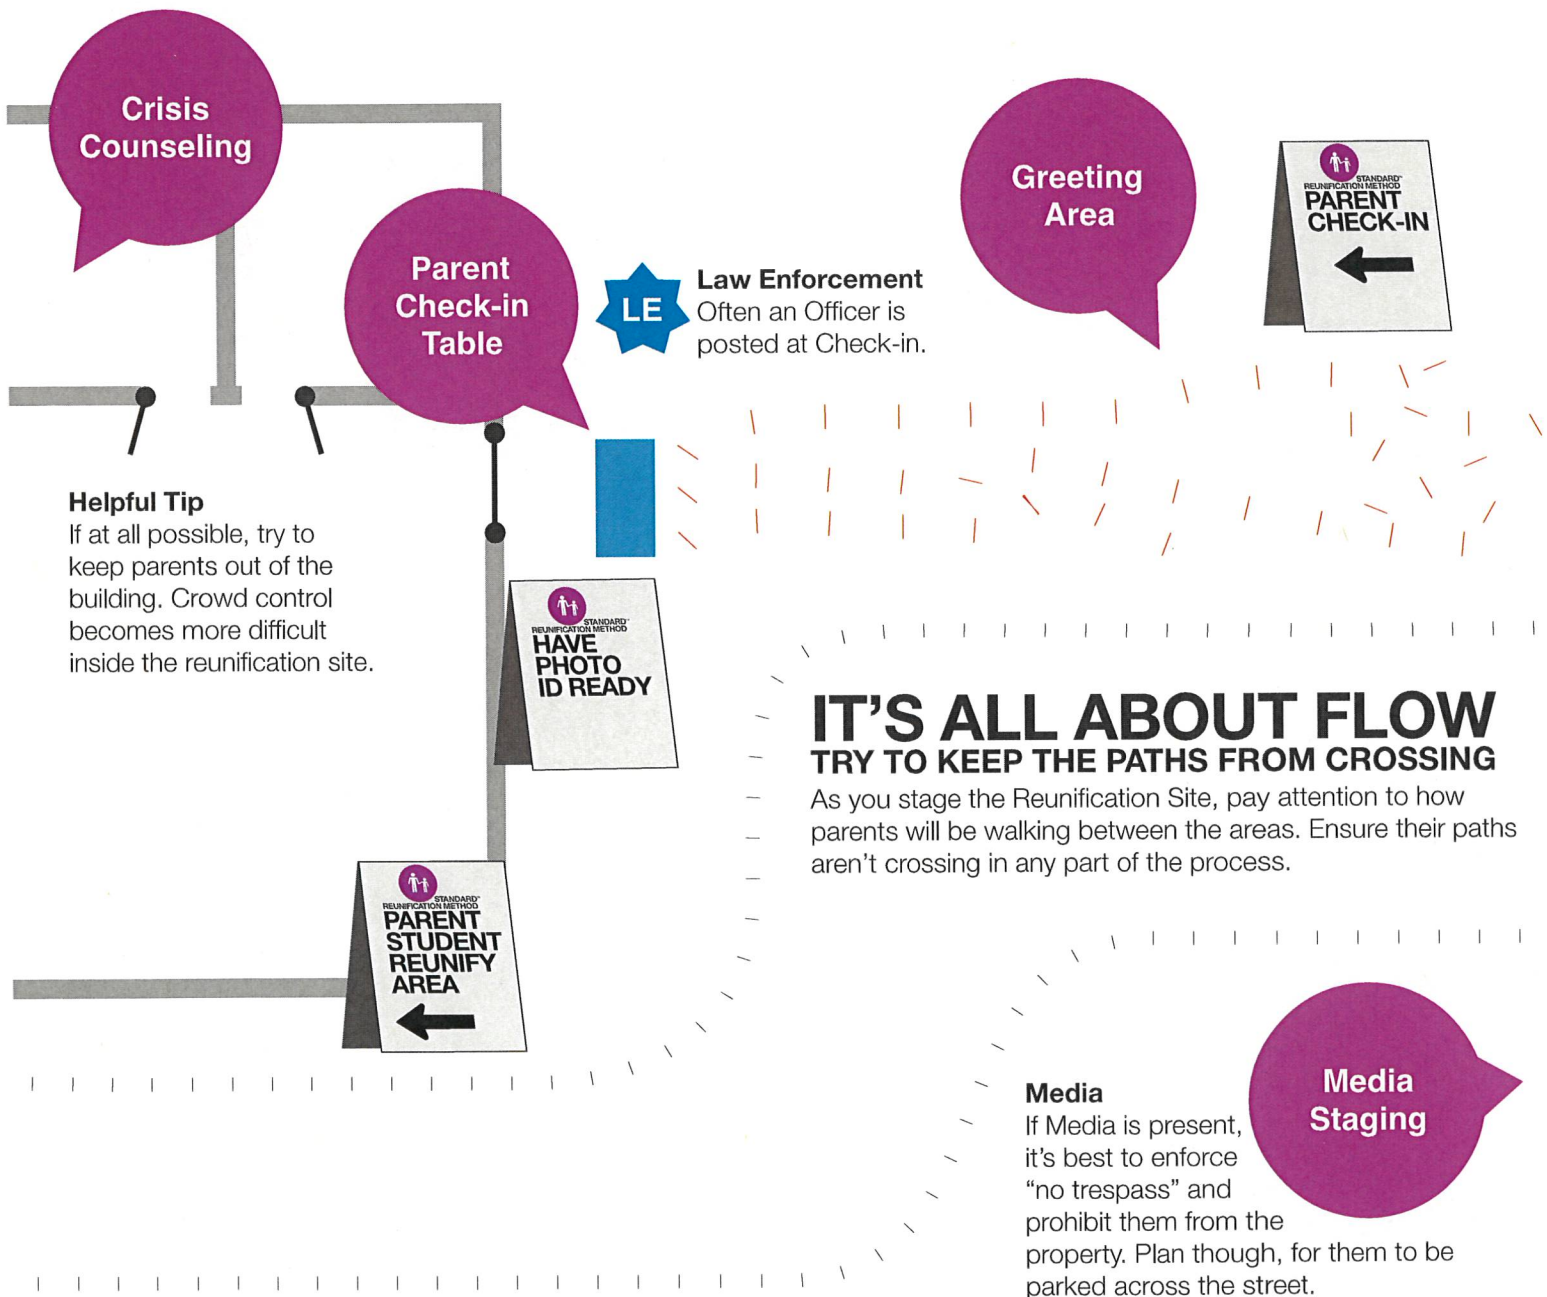 Crisis
Counseling
Parent
Check-in
Table
LE
Law Enforcement
Often an Officer is
posted at Check-in.
Greeting
Area
STANDARD™
REUNIFICATION METHOD
PARENT
CHECK-IN
Helpful Tip
If at all possible, try to
keep parents out of the
building. Crowd control
becomes more difficult
inside the reunification site.
STANDARD™
REUNIFICATION METHOD
HAVE
PHOTO
ID READY
IT'S ALL ABOUT FLOW
TRY TO KEEP THE PATHS FROM CROSSING
As you stage the Reunification Site, pay attention to how
parents will be walking between the areas. Ensure their paths
aren't crossing in any part of the process.
STANDARD™
REUNIFICATION METHOD
PARENT
STUDENT
REUNIFY
AREA
Media
Staging
Media
If Media is present,
it's best to enforce
"no trespass" and
prohibit them from the
property. Plan though, for them to be
parked across the street.